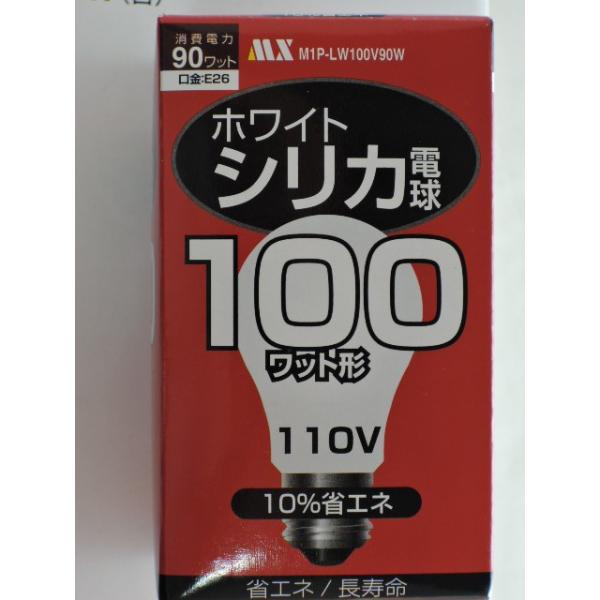 消費電力
90ワット
口金:E26
MX M1P-LW100V90W
ホワイト
シリカ電球
100
ワット形
110V
10%省エネ
省エネ/長寿命